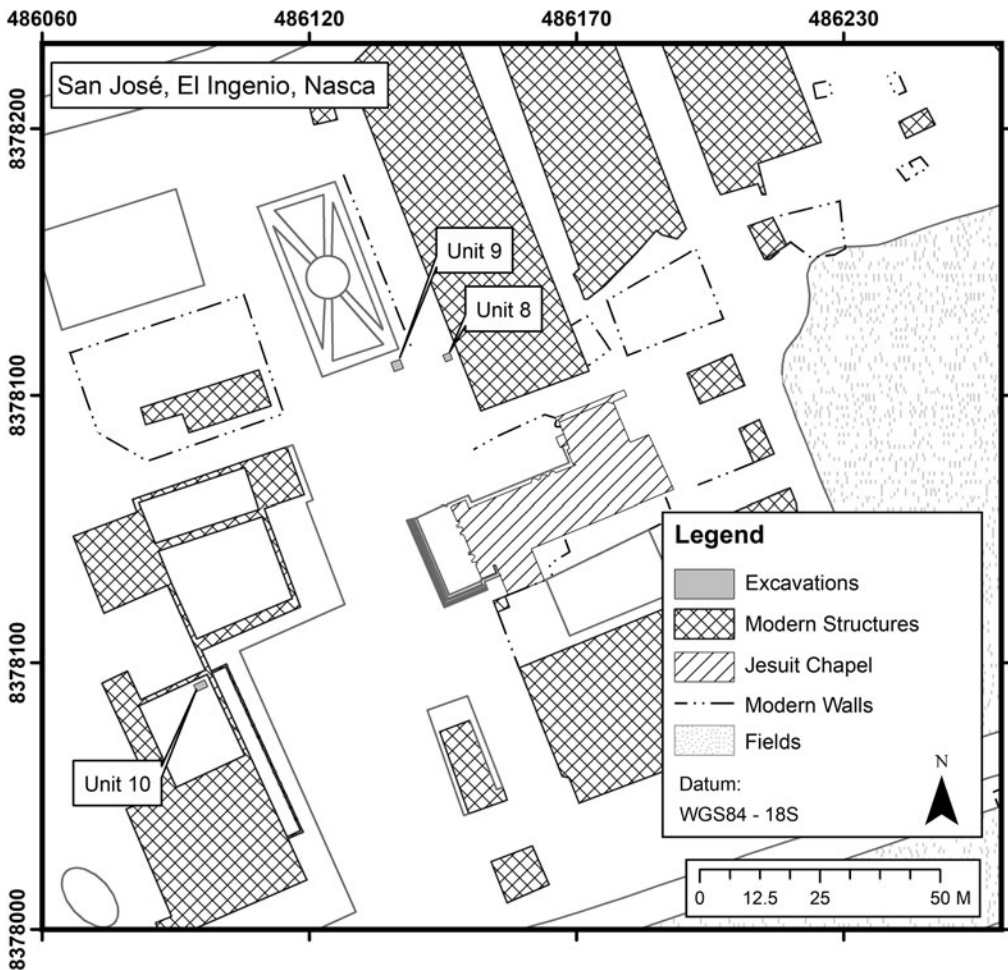 486060 486120 486170 486230
San José, El Ingenio, Nasca
8378200
Unit 9
Unit 8
8378100
Legend
Excavations
Modern Structures
Jesuit Chapel
Modern Walls
Fields
Datum:
WGS84 - 18S
N
8378100
Unit 10
0 12.5 25 50 M
8378000